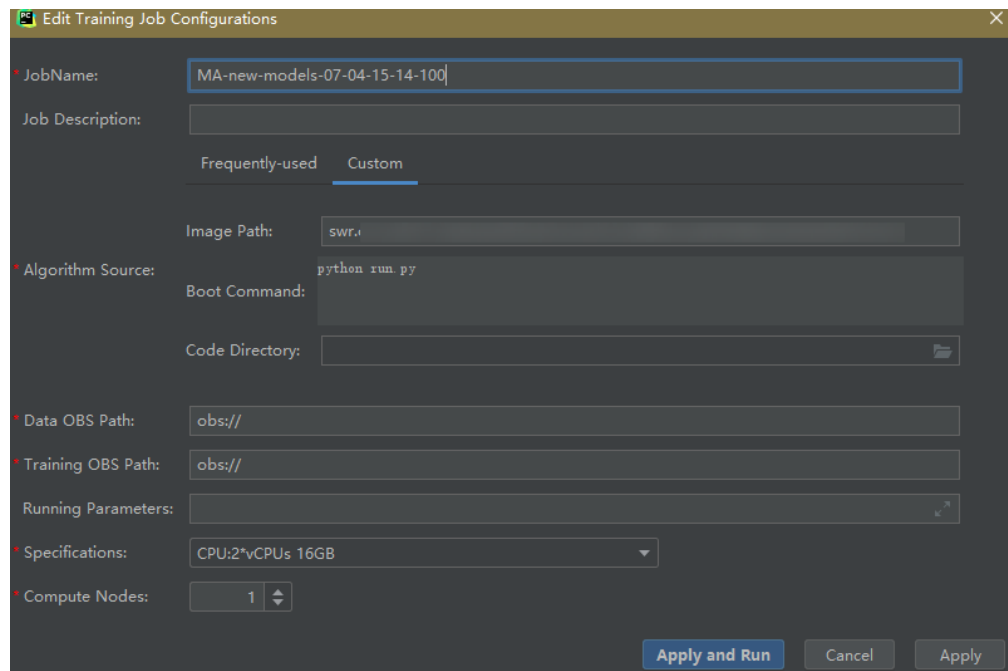 PC Edit Training Job Configurations
* JobName: MA-new-models-07-04-15-14-100
Job Description:
Frequently-used Custom
Image Path: swr.
* Algorithm Source:
python run.py
Boot Command:
Code Directory:
* Data OBS Path: obs://
* Training OBS Path: obs://
Running Parameters:
* Specifications: CPU:2*vCPUs 16GB
* Compute Nodes: 1
Apply and Run Cancel Apply